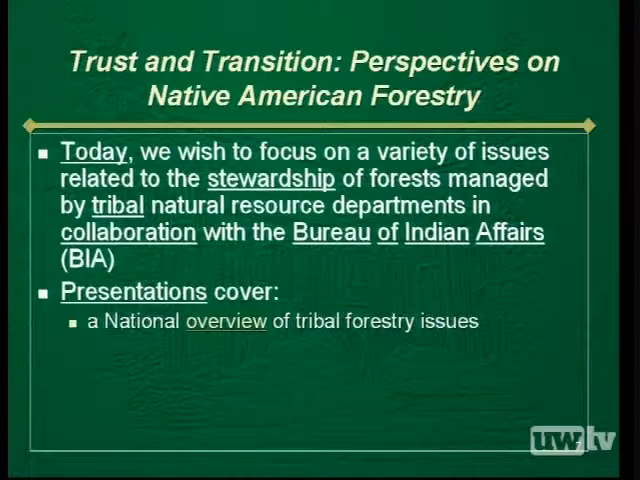 Trust and Transition: Perspectives on
Native American Forestry
Today, we wish to focus on a variety of issues
related to the stewardship of forests managed
by tribal natural resource departments in
collaboration with the Bureau of Indian Affairs
(BIA)
Presentations cover:
a National overview of tribal forestry issues
uwtv
7